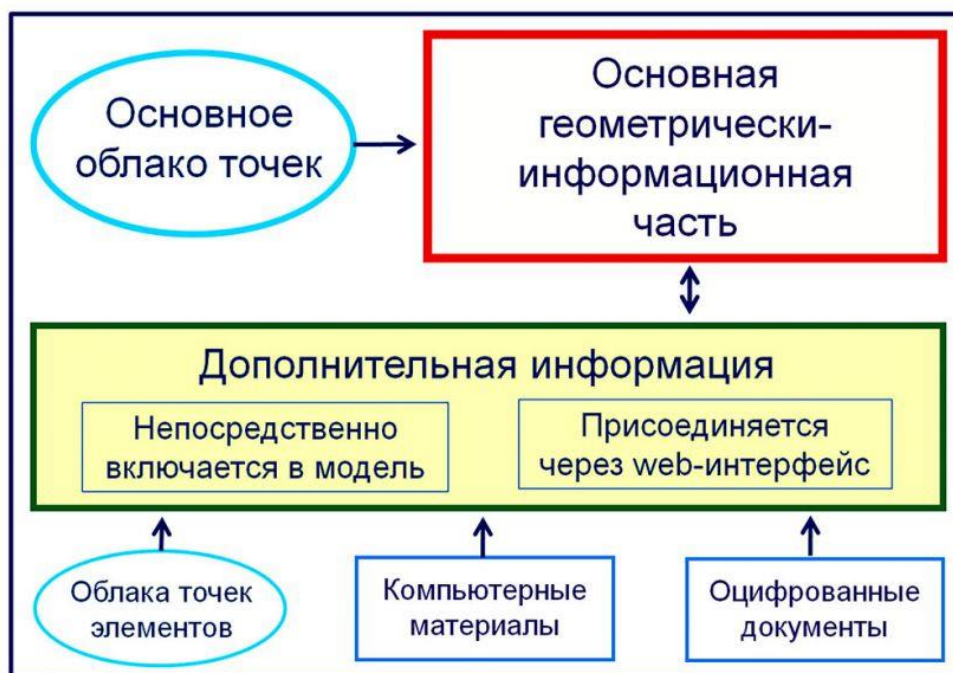 Основное
облако точек
Основная
геометрически-
информационная
часть
Дополнительная информация
Непосредственно
включается в модель
Присоединяется
через web-интерфейс
Облака точек
элементов
Компьютерные
материалы
Оцифрованные
документы